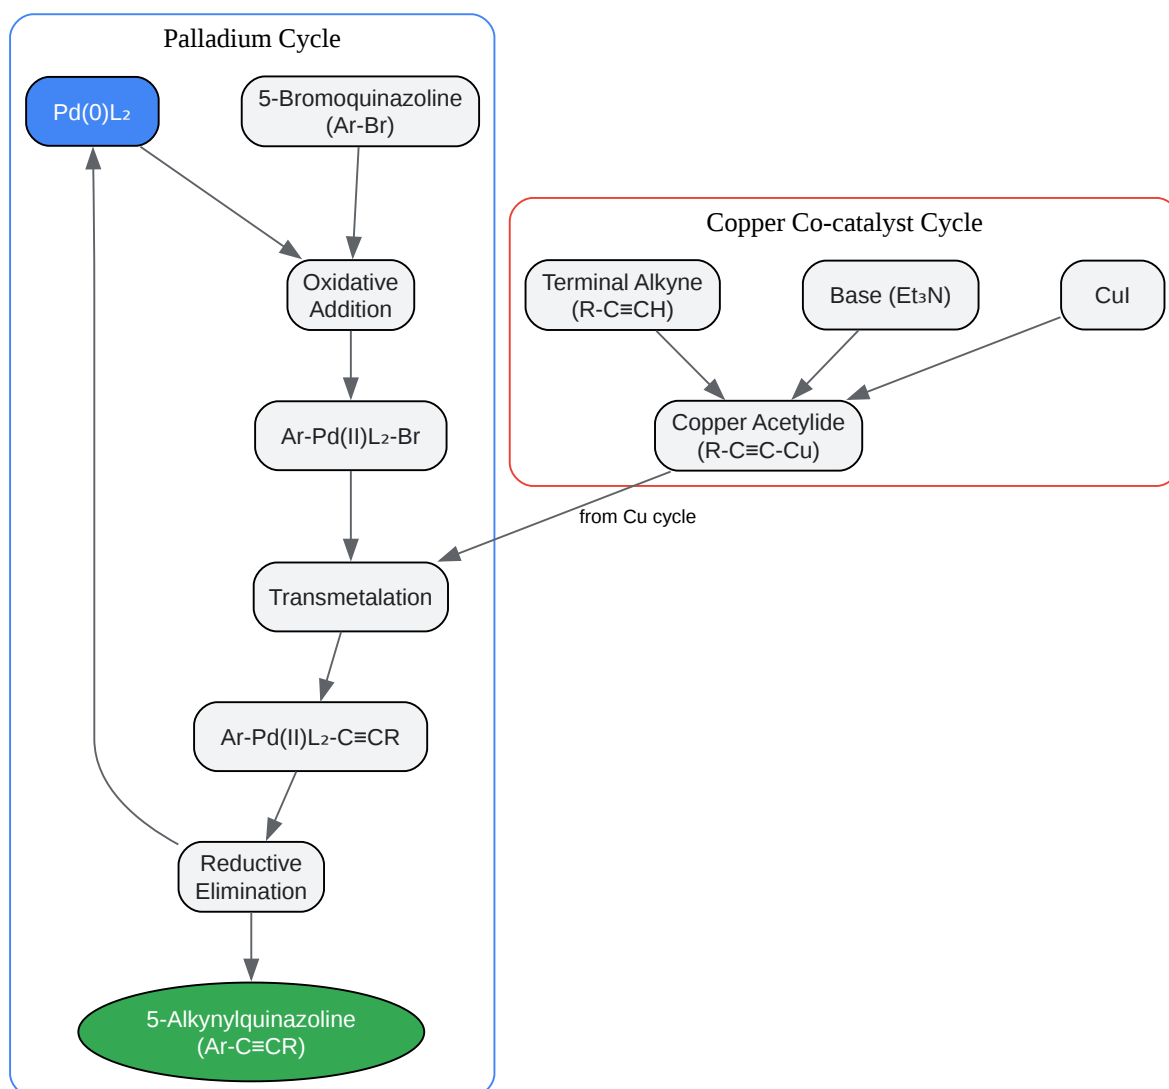 Palladium Cycle
Pd(0)L₂
5-Bromoquinazoline
(Ar-Br)
Oxidative
Addition
Ar-Pd(II)L₂-Br
Copper Co-catalyst Cycle
Terminal Alkyne
(R-C≡CH)
Base (Et₃N)
CuI
Copper Acetylide
(R-C≡C-Cu)
from Cu cycle
Transmetalation
Ar-Pd(II)L₂-C≡CR
Reductive
Elimination
5-Alkynylquinazoline
(Ar-C≡CR)